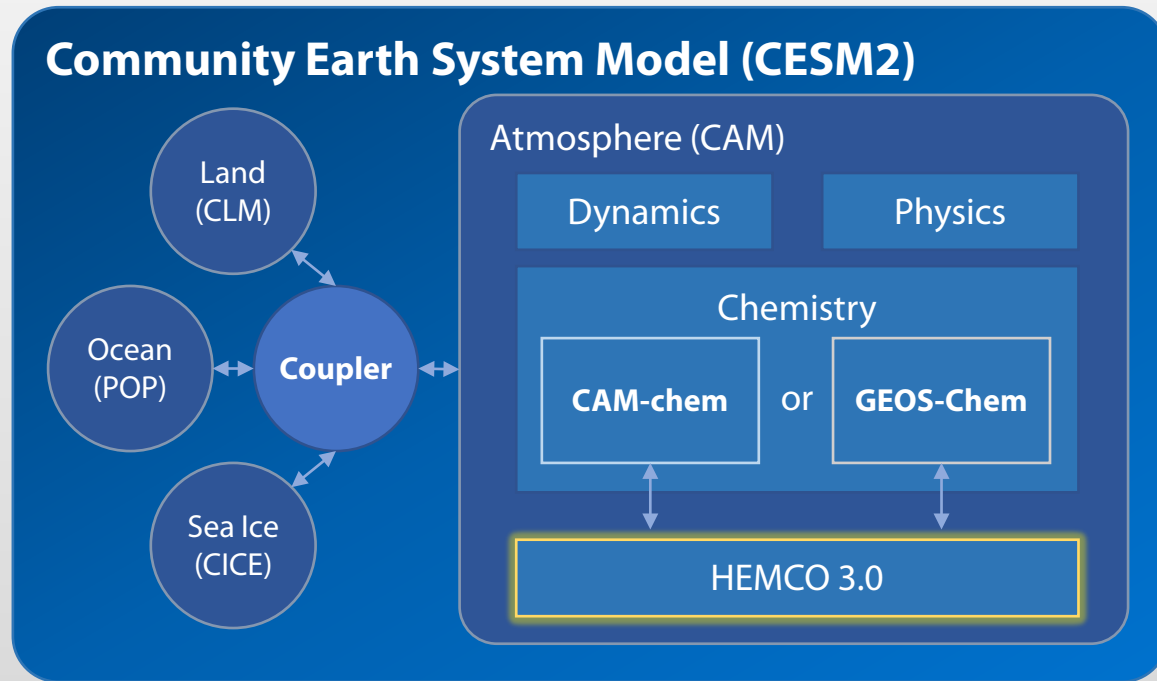 Community Earth System Model (CESM2)
Land
(CLM)
Ocean
(POP)
Sea Ice
(CICE)
Coupler
Atmosphere (CAM)
Dynamics
Physics
Chemistry
CAM-chem
or
GEOS-Chem
HEMCO 3.0